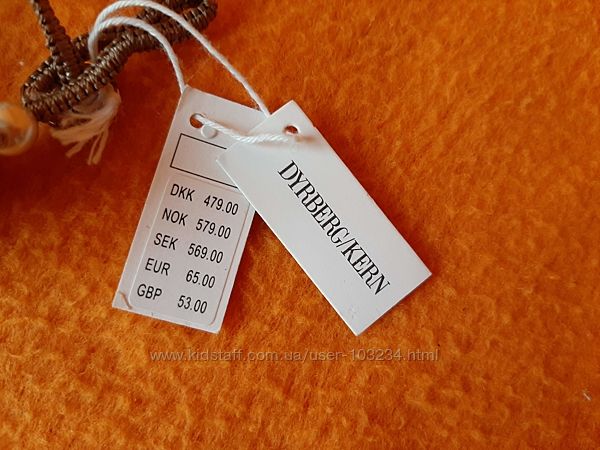 DKK 479.00
NOK 579.00
SEK 569.00
EUR 65.00
GBP 53.00
DYRBERG/KERN
www.kidstaff.com.ua/user-103234.html